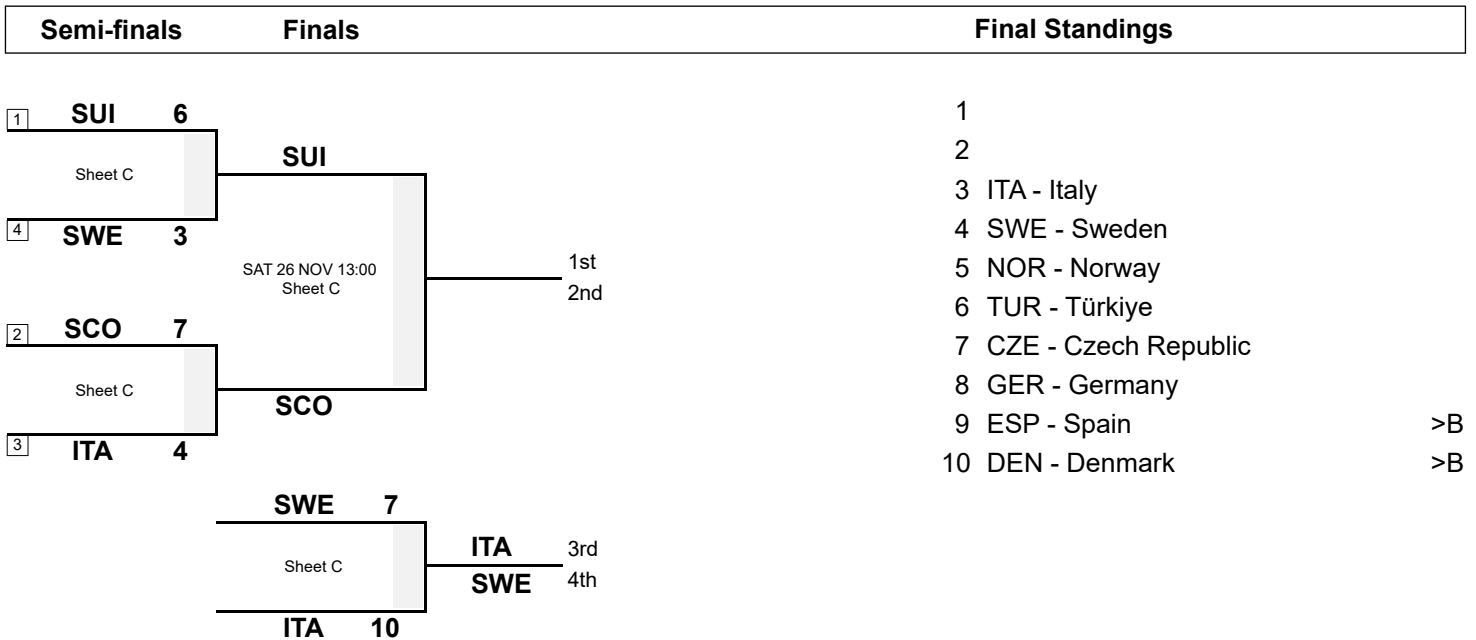 Semi-finals Finals Final Standings
1 SUI 6
Sheet C
4 SWE 3
SUI
SAT 26 NOV 13:00
Sheet C
SCO
1st
2nd
2 SCO 7
Sheet C
3 ITA 4
SWE 7
Sheet C
ITA 10
ITA 3rd
SWE 4th
1
2
3 ITA - Italy
4 SWE - Sweden
5 NOR - Norway
6 TUR - Türkiye
7 CZE - Czech Republic
8 GER - Germany
9 ESP - Spain >B
10 DEN - Denmark >B